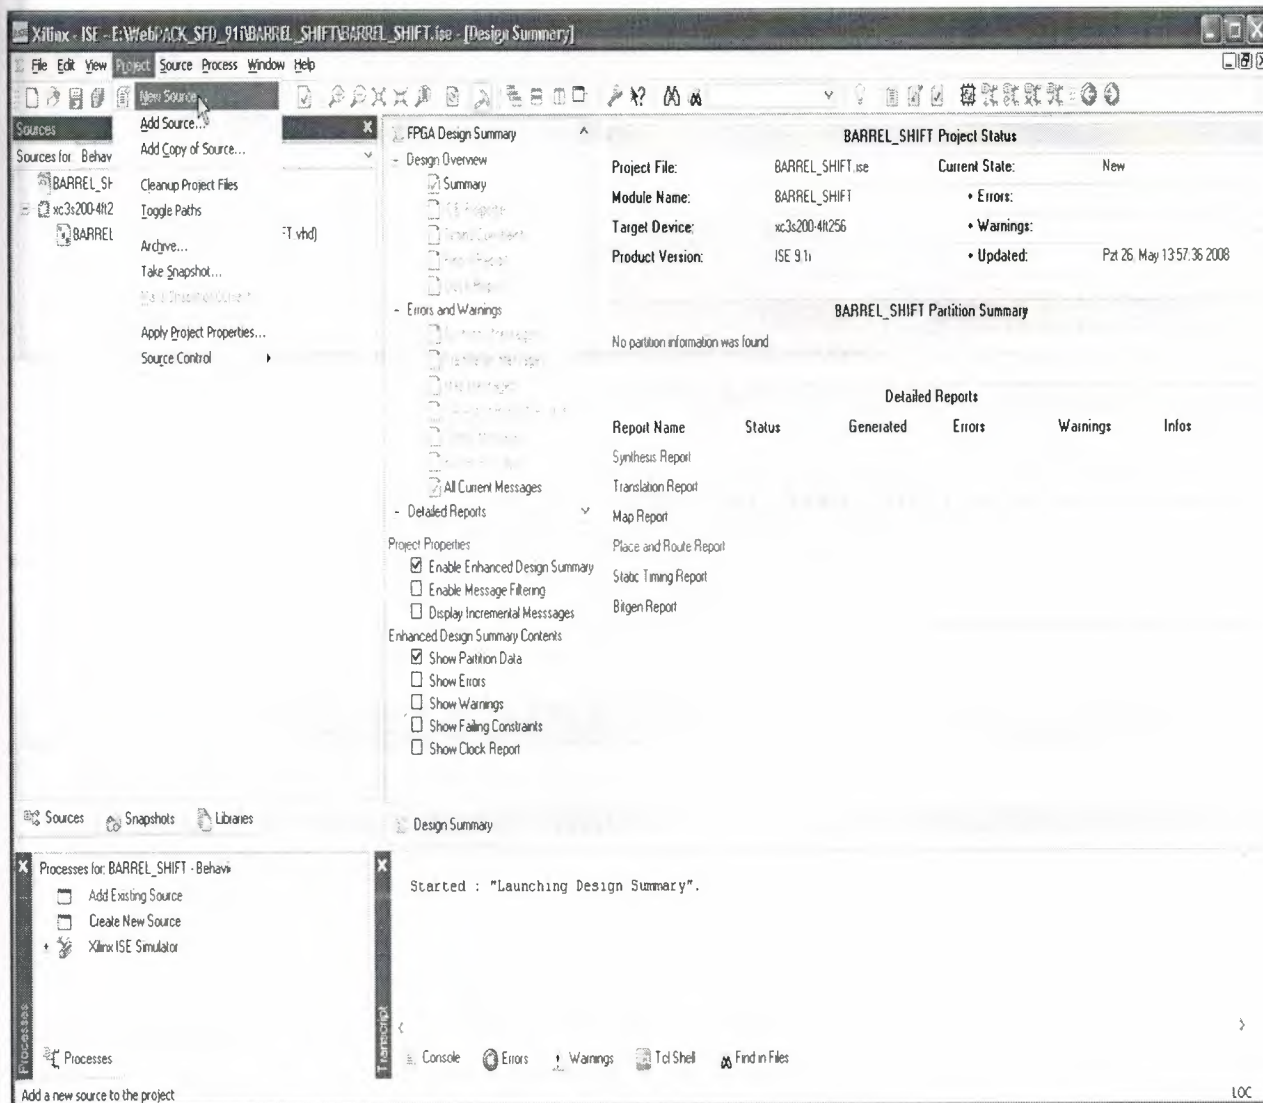 Xilinx - ISE - E:\WebPACK_SFD_91i\BARREL_SHIFT\BARREL_SHIFT.ise - [Design Summary]
File Edit View Project Source Process Window Help
New Source...
Add Source...
Add Copy of Source...
Cleanup Project Files
Toggle Paths
Archive...
Take Snapshot...
Apply Project Properties...
Source Control
Sources
Sources for: Behav
BARREL_SH
xc3s200-4ft2
BARREL
FT.vhd)
Sources Snapshots Libraries
FPGA Design Summary
Design Overview
Summary
Errors and Warnings
All Current Messages
Detailed Reports
Project Properties
Enable Enhanced Design Summary
Enable Message Filtering
Display Incremental Messsages
Enhanced Design Summary Contents
Show Partition Data
Show Errors
Show Warnings
Show Failing Constraints
Show Clock Report
BARREL_SHIFT Project Status
Project File: BARREL_SHIFT.ise Current State: New
Module Name: BARREL_SHIFT • Errors:
Target Device: xc3s200-4ft256 • Warnings:
Product Version: ISE 9.1i • Updated: Pzt 26. May 13:57:36 2008
BARREL_SHIFT Partition Summary
No partition information was found
Detailed Reports
Report Name Status Generated Errors Warnings Infos
Synthesis Report
Translation Report
Map Report
Place and Route Report
Static Timing Report
Bitgen Report
Design Summary
Processes for: BARREL_SHIFT - Behavi
Add Existing Source
Create New Source
Xilinx ISE Simulator
Processes
Processes
Started : "Launching Design Summary".
Transcript
Console Errors Warnings Tcl Shell Find in Files
Add a new source to the project
LOC